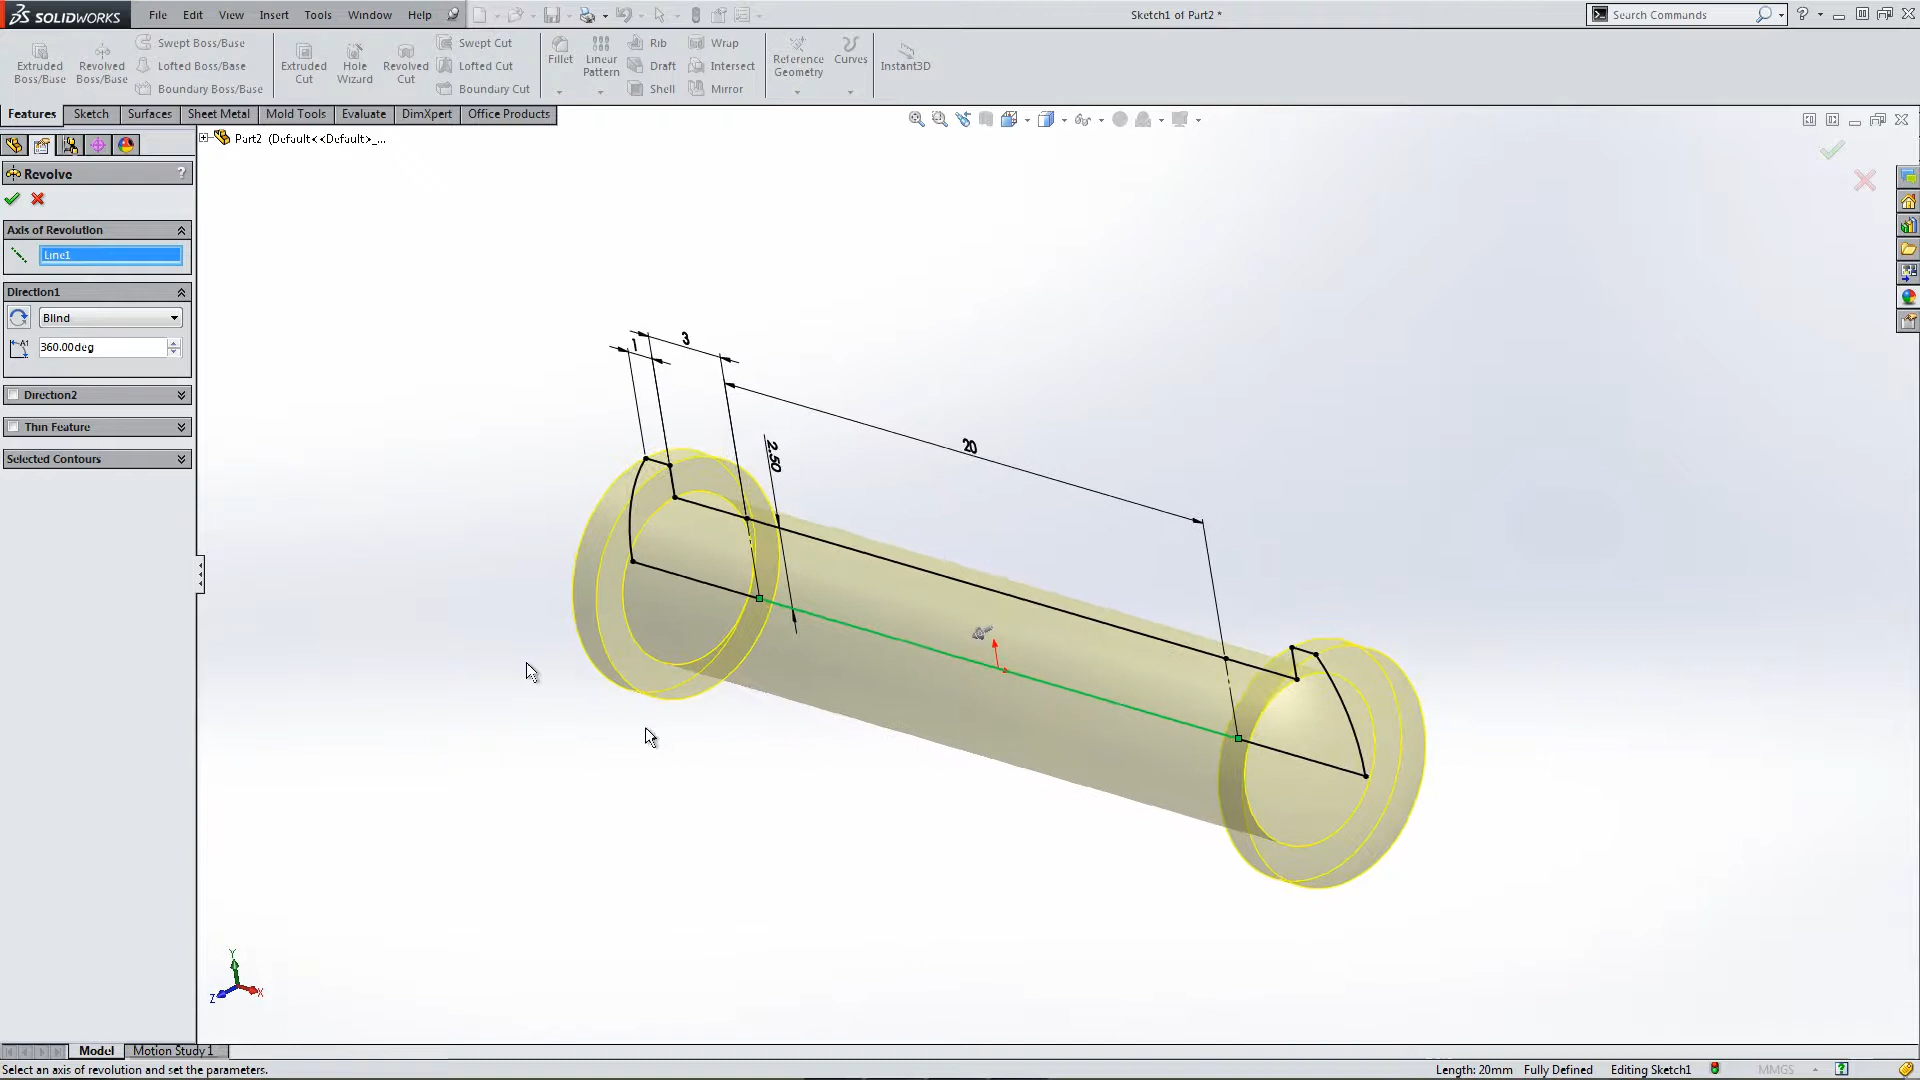 SOLIDWORKS File Edit View Insert Tools Window Help Sketch1 of Part2 * Search Commands
Extruded Boss/Base
Revolved Boss/Base
Swept Boss/Base
Lofted Boss/Base
Boundary Boss/Base
Extruded Cut
Hole Wizard
Revolved Cut
Swept Cut
Lofted Cut
Boundary Cut
Fillet
Linear Pattern
Rib
Draft
Shell
Wrap
Intersect
Mirror
Reference Geometry
Curves
Instant3D
Features Sketch Surfaces Sheet Metal Mold Tools Evaluate DimXpert Office Products
Part2 (Default<<Default>_...
Revolve ?
Axis of Revolution
Line1
Direction1
Blind
A1 360.00deg
Direction2
Thin Feature
Selected Contours
1
3
2.50
20
Y
Z
X
Model Motion Study 1
Select an axis of revolution and set the parameters. Length: 20mm Fully Defined Editing Sketch1 MMGS ?